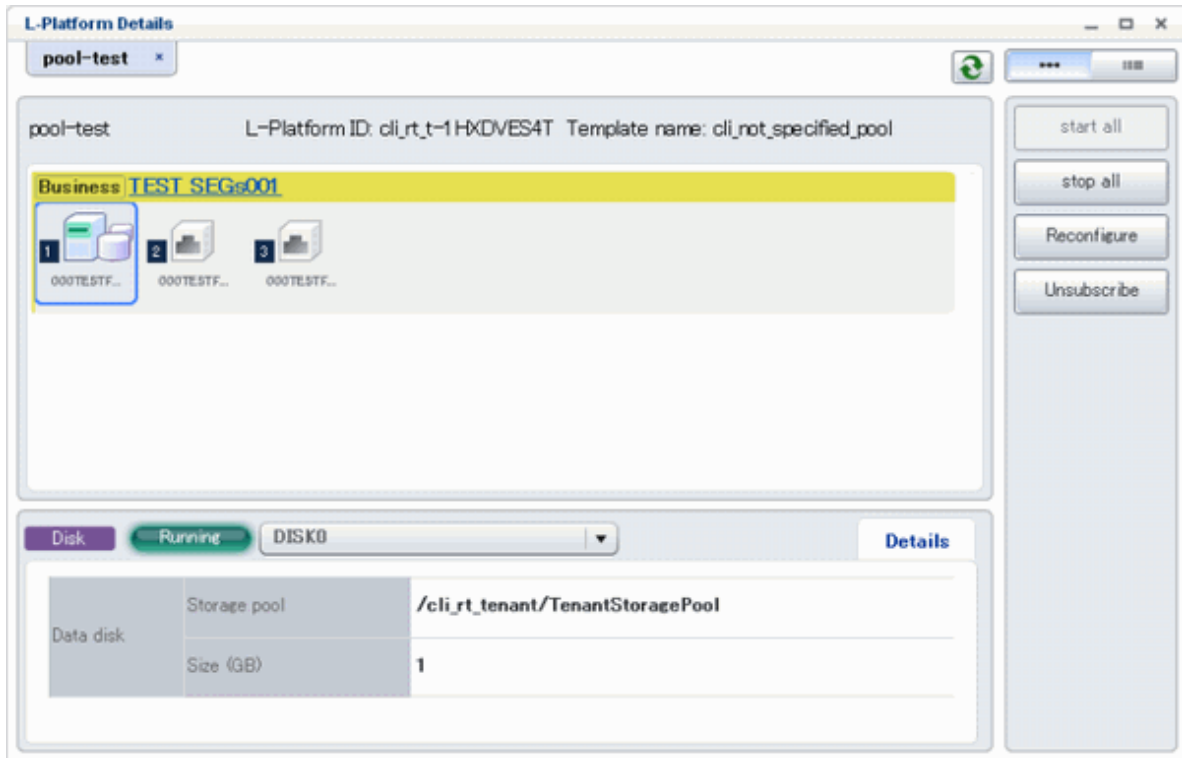 L-Platform Details
pool-test
pool-test L-Platform ID: cli_rt_t-1HXDVES4T Template name: cli_not_specified_pool
Business TEST SEGs001
1 2 3
000TESTF... 000TESTF... 000TESTF...
start all
stop all
Reconfigure
Unsubscribe
Disk Running DISK0 Details
Data disk
Storage pool /cli_rt_tenant/TenantStoragePool
Size (GB) 1